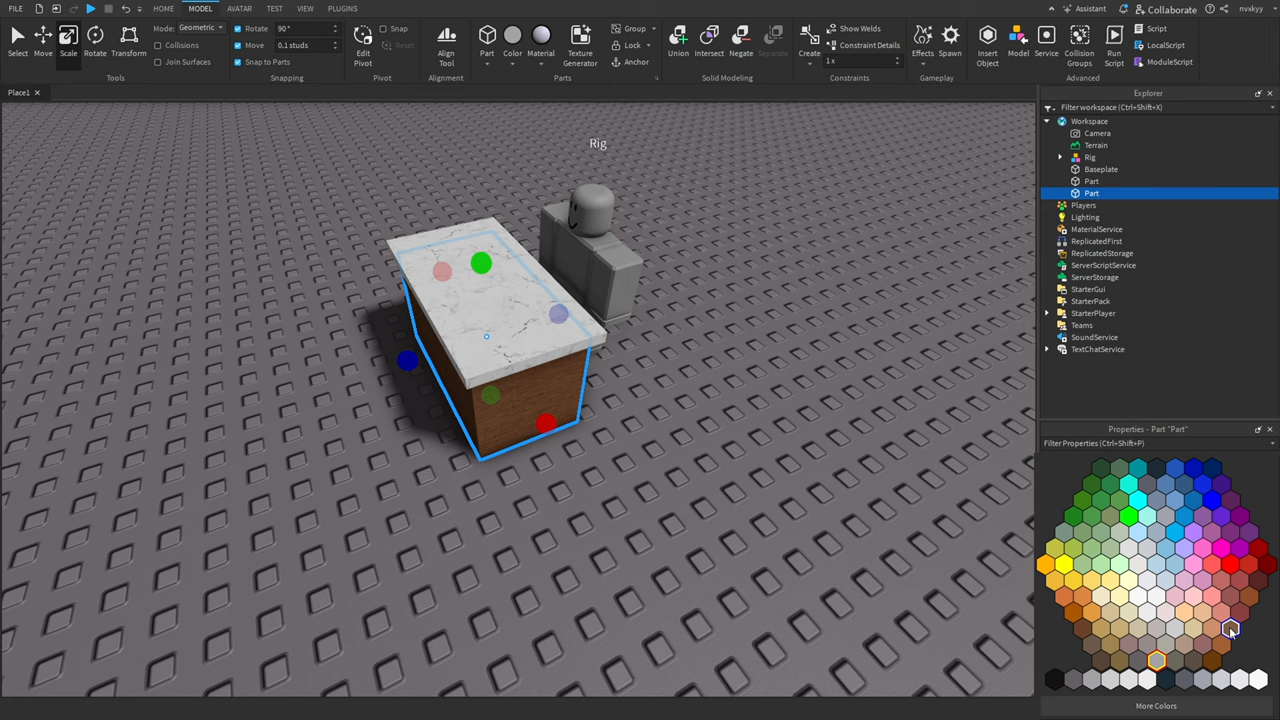 FILE HOME MODEL AVATAR TEST VIEW PLUGINS Assistant Collaborate nvxkyy
Select Move Scale Rotate Transform
Mode: Geometric
Collisions
Join Surfaces
Tools
Rotate 90 °
Move 0.1 studs
Snap to Parts
Snapping
Edit Pivot
Snap
Reset
Pivot
Align Tool
Alignment
Part Color Material Texture Generator
Group
Lock
Anchor
Parts
Union Intersect Negate Separate
Solid Modeling
Create
Show Welds
Constraint Details
1 x
Constraints
Effects Spawn
Gameplay
Insert Object Model Service Collision Groups Run Script
Script
LocalScript
ModuleScript
Advanced
Place1
Rig
Explorer
Filter workspace (Ctrl+Shift+X)
Workspace
Camera
Terrain
Rig
Baseplate
Part
Part
Players
Lighting
MaterialService
ReplicatedFirst
ReplicatedStorage
ServerScriptService
ServerStorage
StarterGui
StarterPack
StarterPlayer
Teams
SoundService
TextChatService
Properties - Part "Part"
Filter Properties (Ctrl+Shift+P)
More Colors